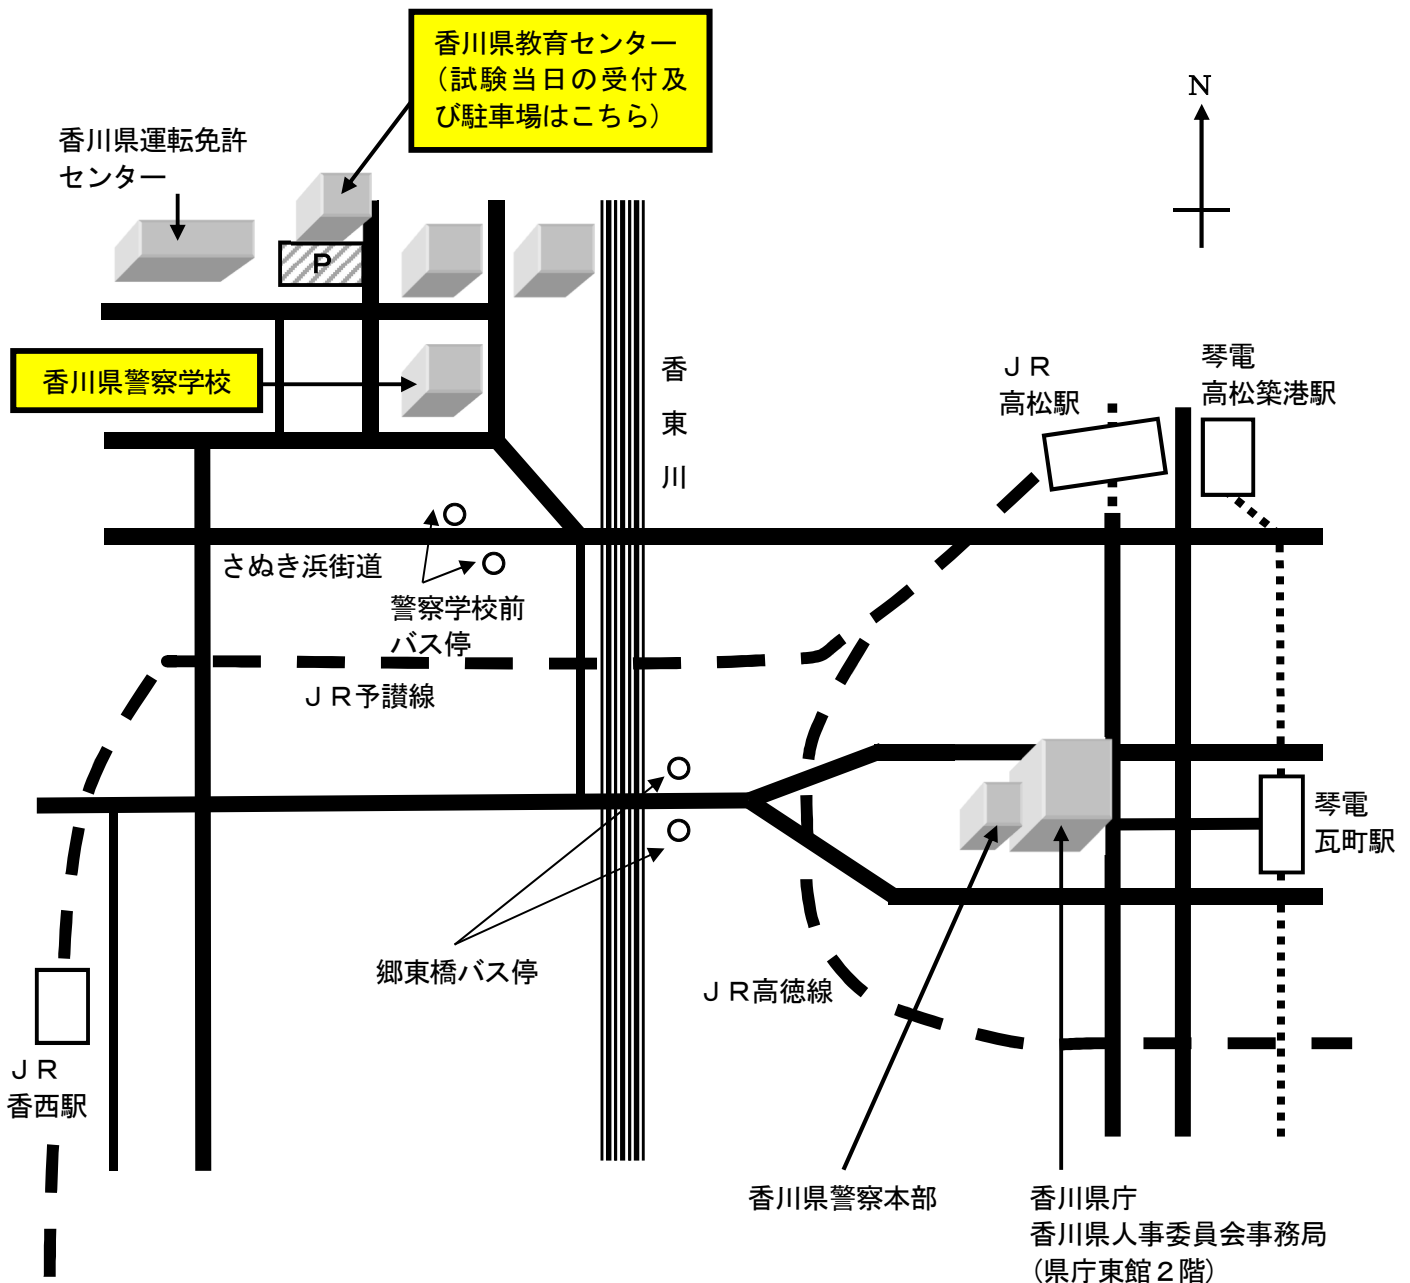 香川県教育センター
（試験当日の受付及
び駐車場はこちら）
N
香川県運転免許
センター
P
香川県警察学校
香東川
ＪＲ
高松駅
琴電
高松築港駅
さぬき浜街道
警察学校前
バス停
ＪＲ予讃線
琴電
瓦町駅
郷東橋バス停
ＪＲ高徳線
ＪＲ
香西駅
香川県警察本部
香川県庁
香川県人事委員会事務局
（県庁東館２階）